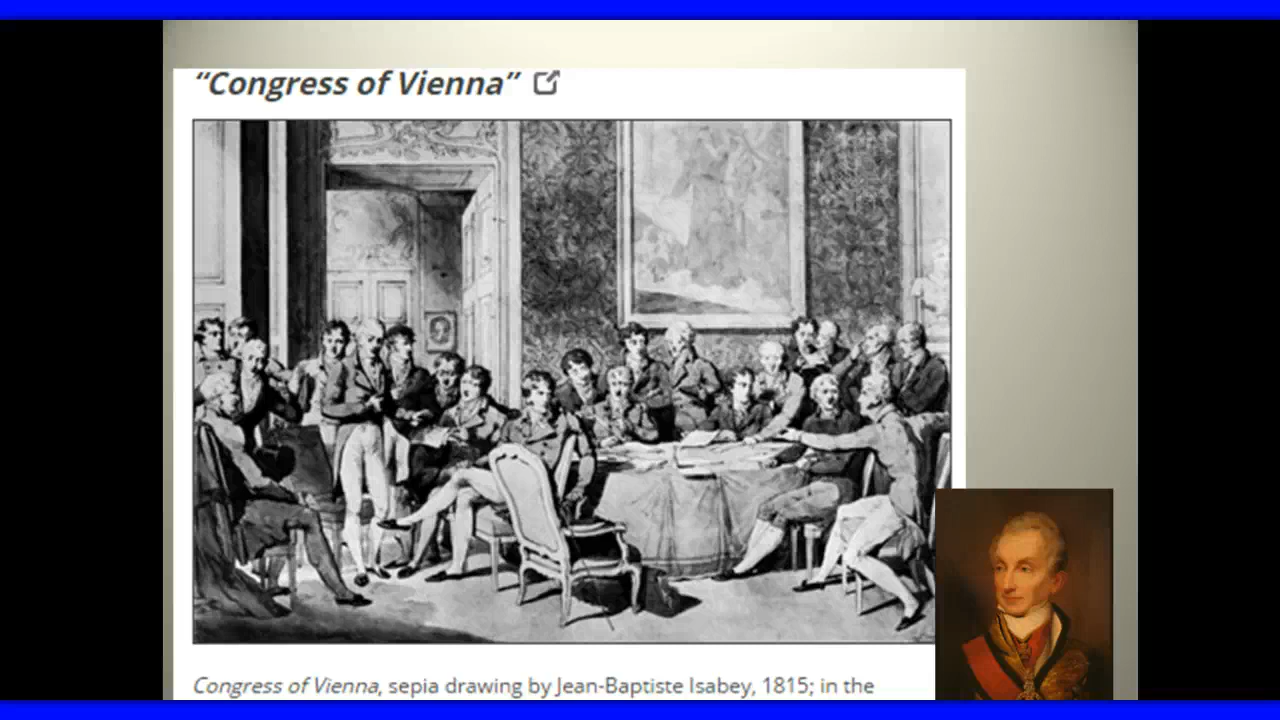 “Congress of Vienna”
Congress of Vienna, sepia drawing by Jean-Baptiste Isabey, 1815; in the